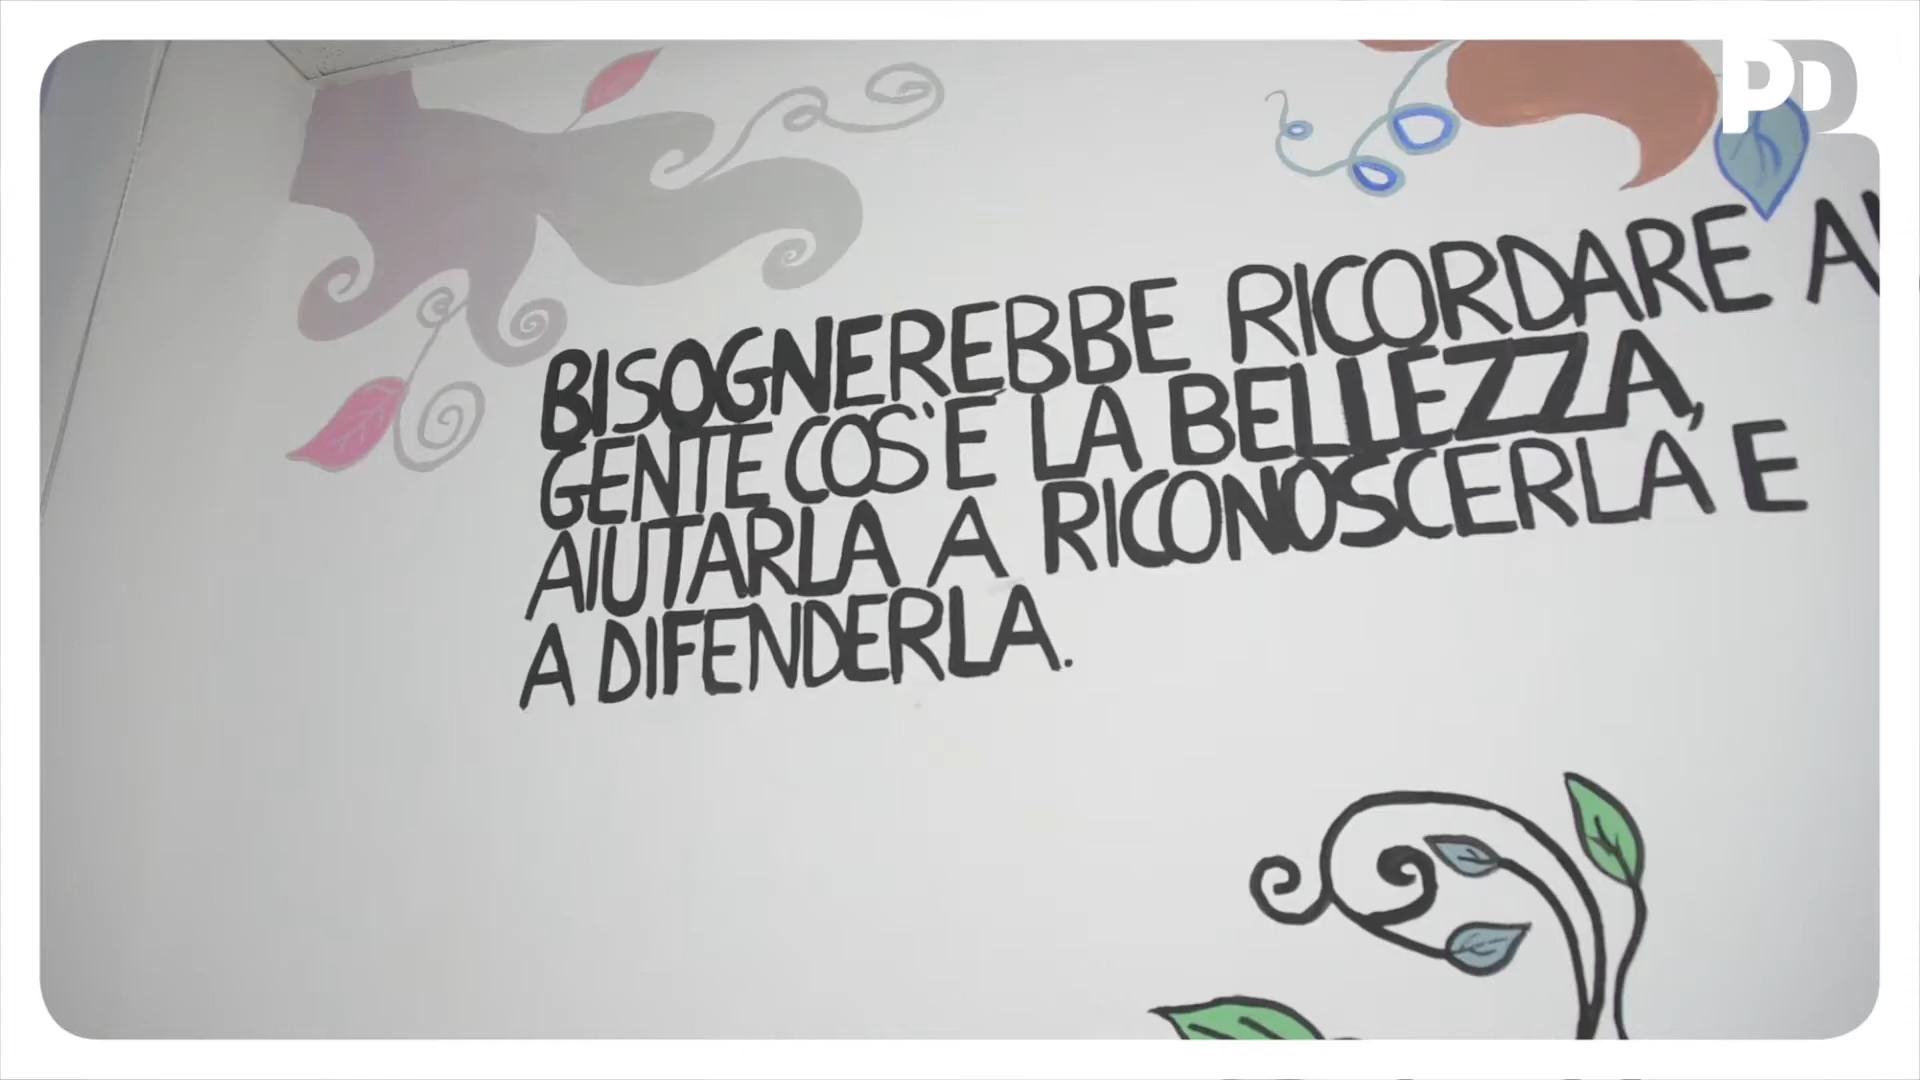 PD
BISOGNEREBBE RICORDARE A
GENTE COS'È LA BELLEZZA,
AIUTARLA A RICONOSCERLA E
A DIFENDERLA.